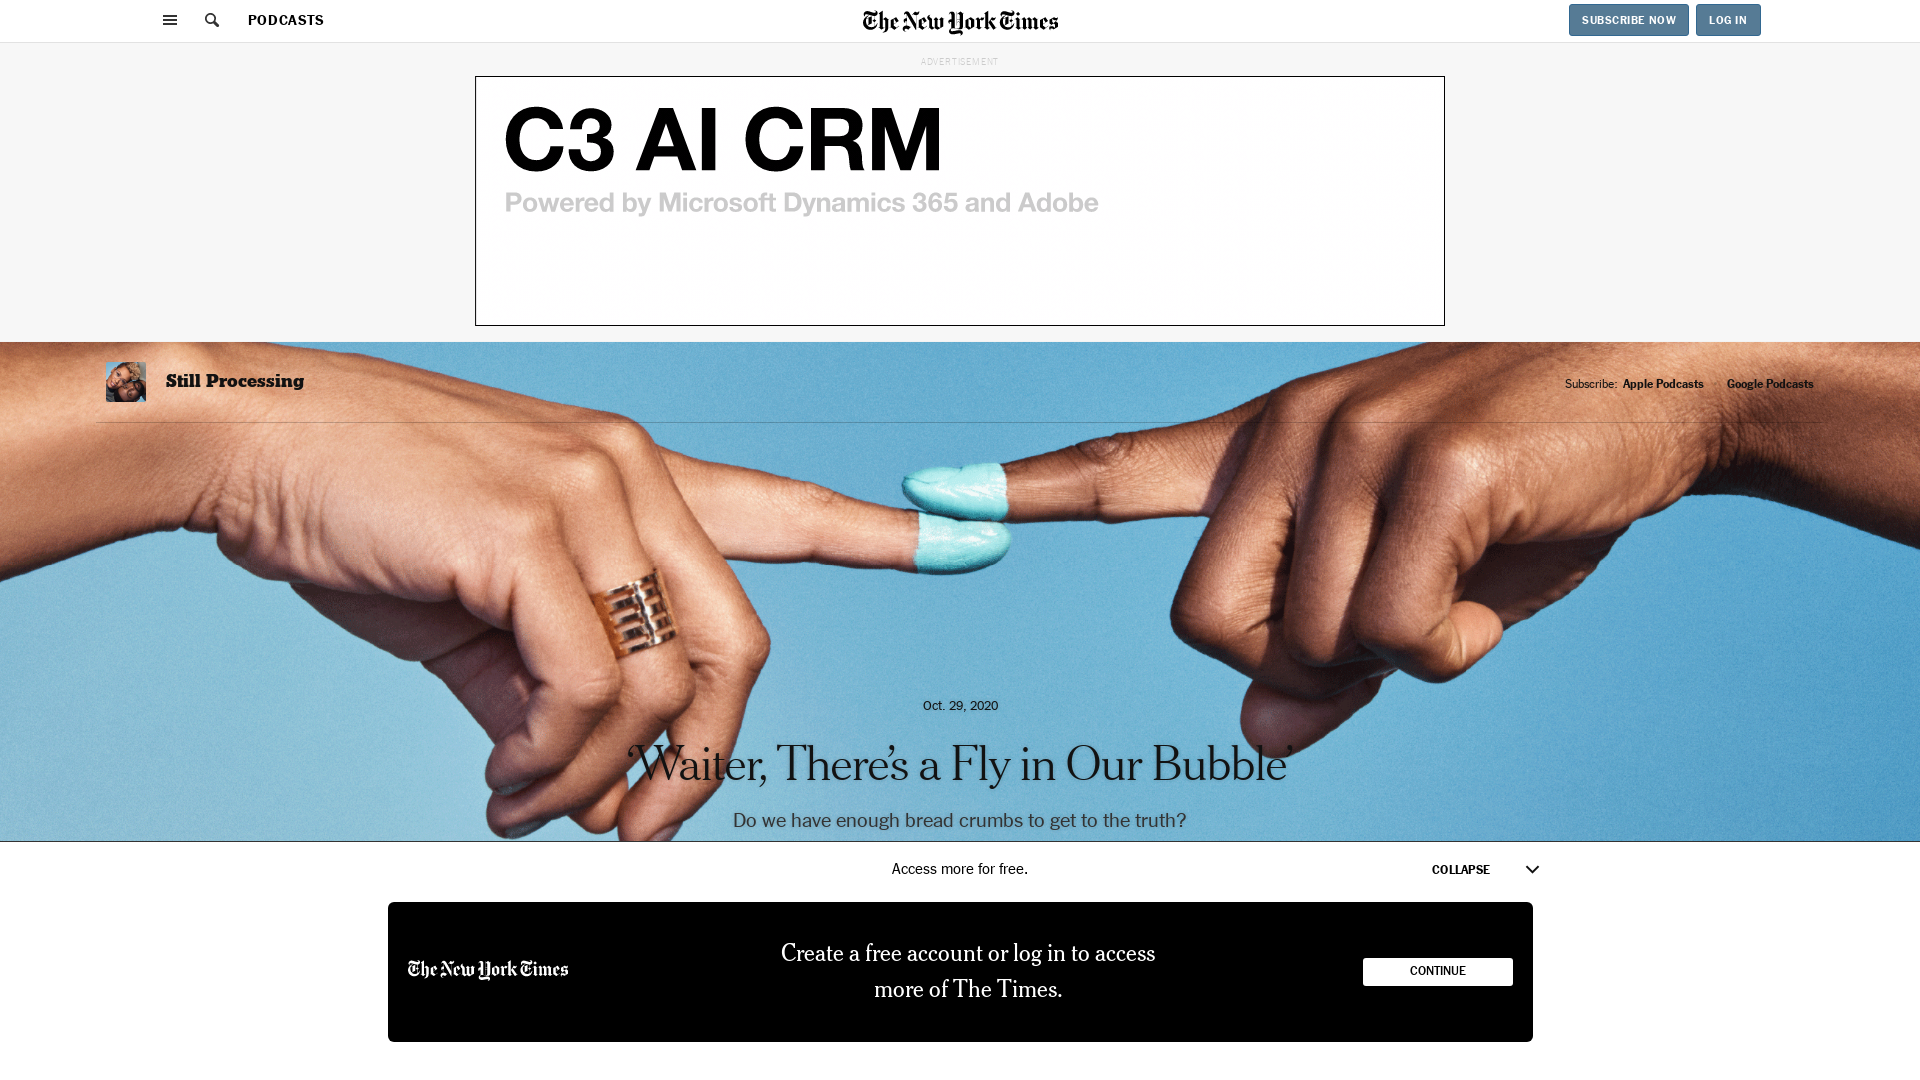 PODCASTS
The New York Times
SUBSCRIBE NOW
LOG IN
ADVERTISEMENT
C3 AI CRM
Powered by Microsoft Dynamics 365 and Adobe
Still Processing
Subscribe: Apple Podcasts
Google Podcasts
Oct. 29, 2020
‘Waiter, There’s a Fly in Our Bubble’
Do we have enough bread crumbs to get to the truth?
Access more for free.
COLLAPSE
The New York Times
Create a free account or log in to access
more of The Times.
CONTINUE